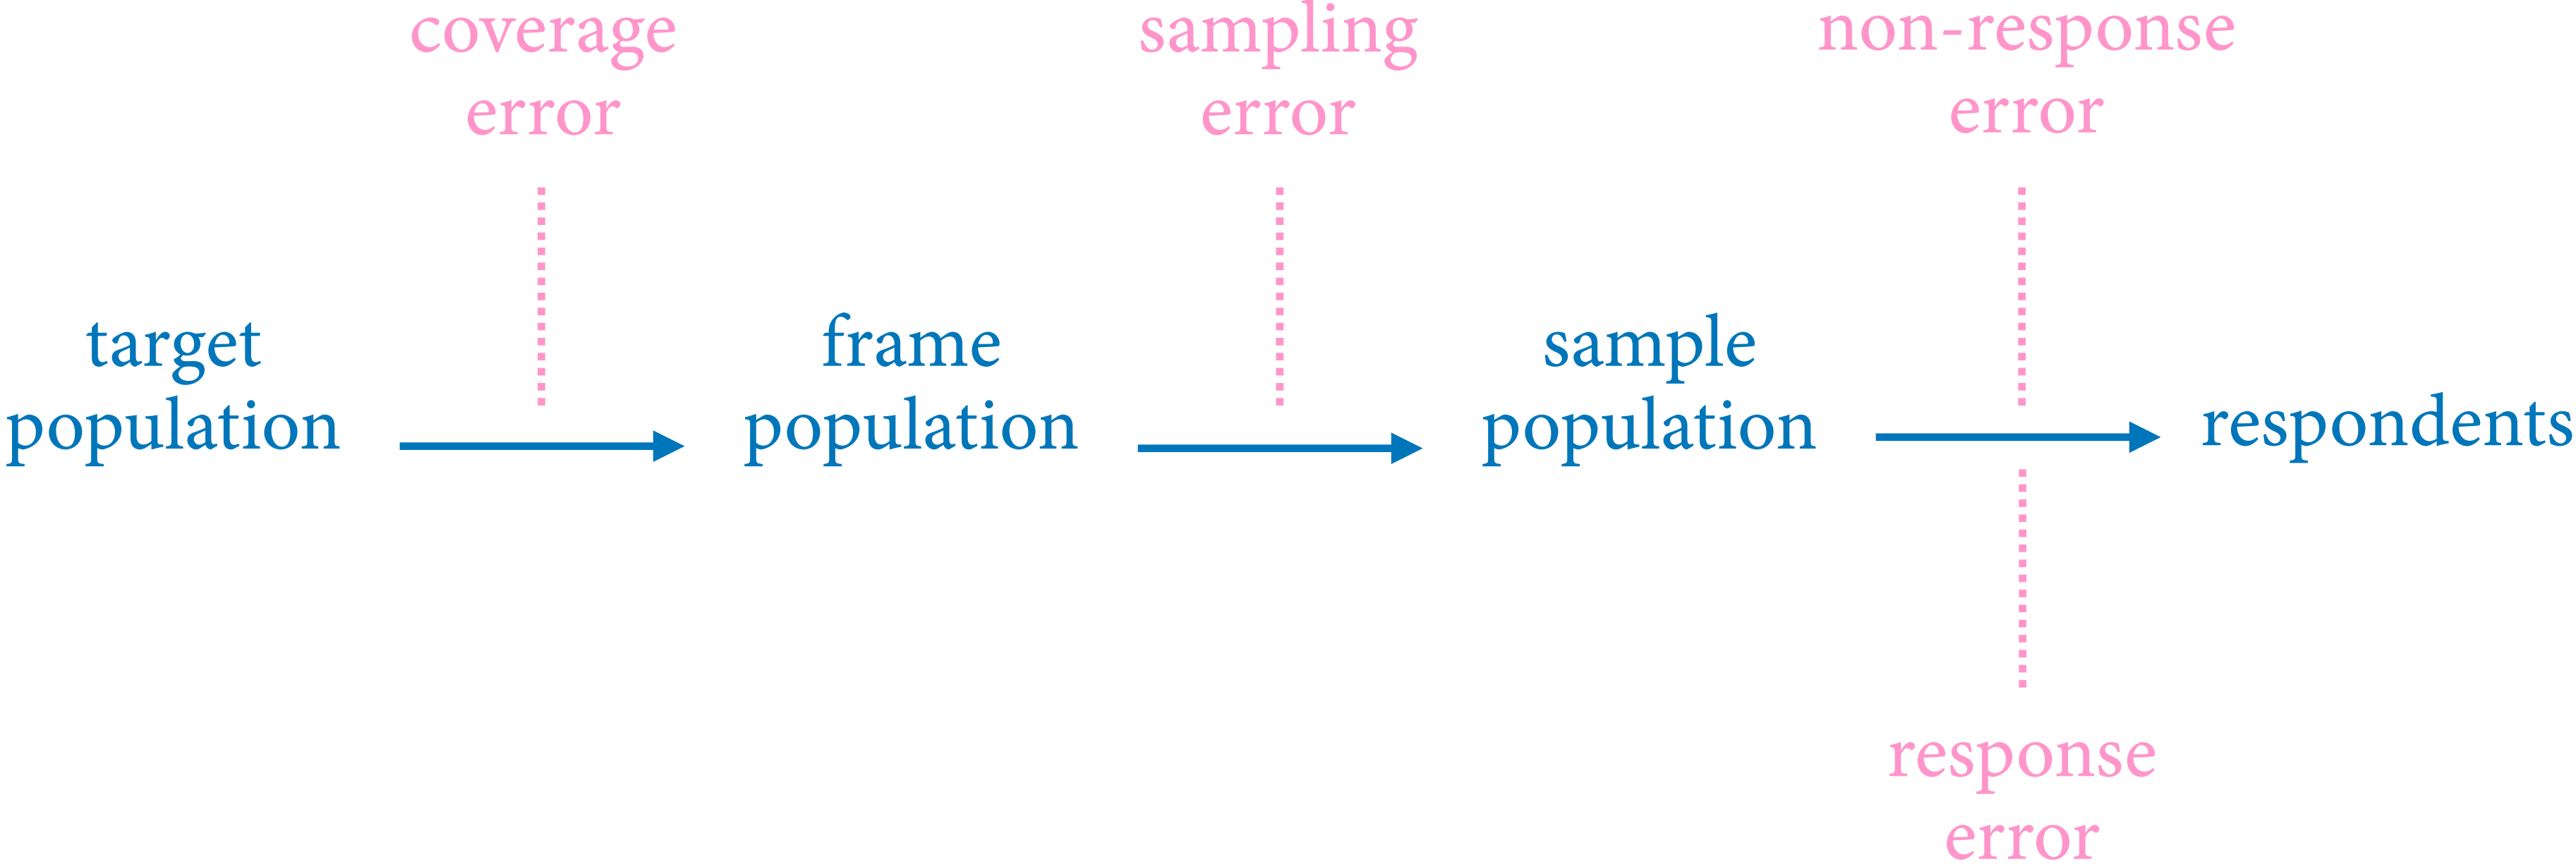 coverage
error
sampling
error
non-response
error
target
population
frame
population
sample
population
respondents
response
error